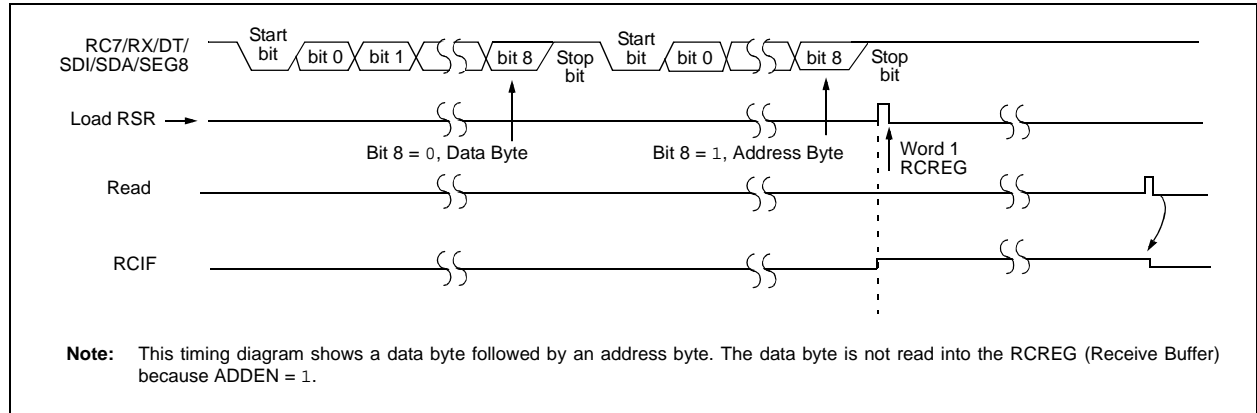 RC7/RX/DT/
SDI/SDA/SEG8
Start
bit
bit 0
bit 1
bit 8
Stop
bit
Start
bit
bit 0
bit 8
Stop
bit
Load RSR
Bit 8 = 0, Data Byte
Bit 8 = 1, Address Byte
Word 1
RCREG
Read
RCIF
Note: This timing diagram shows a data byte followed by an address byte. The data byte is not read into the RCREG (Receive Buffer)
because ADDEN = 1.